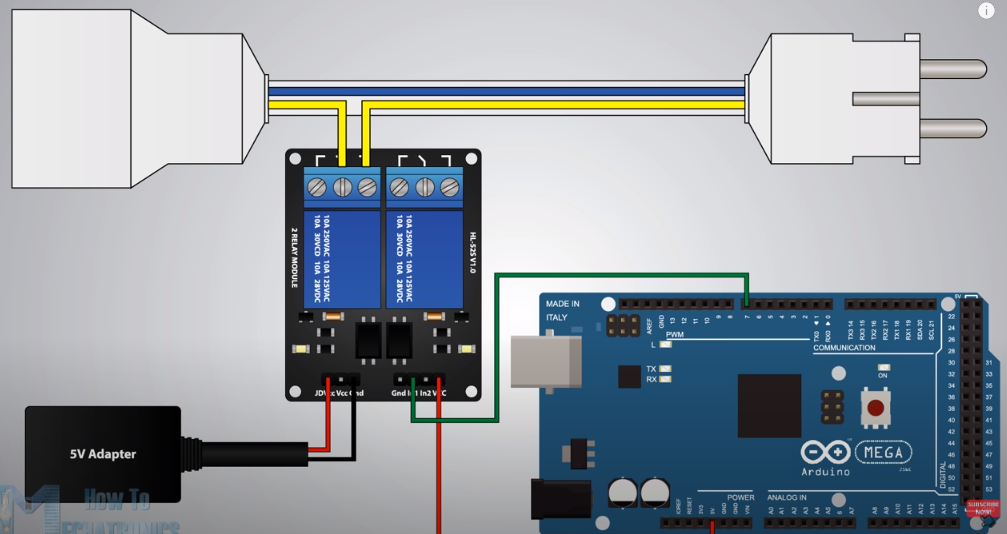 2 RELAY MODULE
10A 250VAC 10A 125VAC
10A 30VCD 10A 28VDC
10A 250VAC 10A 125VAC
10A 30VCD 10A 28VDC
HL-52S V1.0
JDVcc Vcc Gnd
Gnd In1 In2 VCC
5V Adapter
How To
MECHATRONICS
MADE IN
ITALY
AREF
GND
13
12
11
10
9
8
7
6
5
4
3
2
TX0 ◄ 1
RX0 ► 0
TX3 14
RX3 15
TX2 16
RX2 17
TX1 18
RX1 19
SDA 20
SCL 21
PWM
COMMUNICATION
L
TX
RX
ON
5V
22
24
26
28
30
32
34
36
38
40
42
44
46
48
50
52
31
33
35
37
39
41
43
45
47
49
51
53
DIGITAL
Arduino
MEGA
IOREF
RESET
3V3
5V
GND
GND
VIN
POWER
ANALOG IN
A0
A1
A2
A3
A4
A5
6
A7
A8
A9
A10
A11
A12
A13
A14
A15
SUBSCRIBE
NOW!